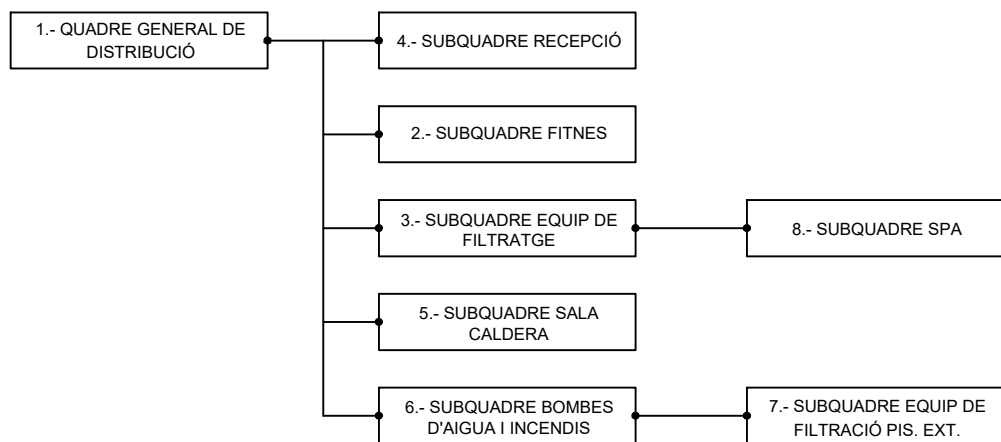 1.- QUADRE GENERAL DE
DISTRIBUCIÓ
4.- SUBQUADRE RECEPCIÓ
2.- SUBQUADRE FITNES
3.- SUBQUADRE EQUIP DE
FILTRATGE
8.- SUBQUADRE SPA
5.- SUBQUADRE SALA
CALDERA
6.- SUBQUADRE BOMBES
D'AIGUA I INCENDIS
7.- SUBQUADRE EQUIP DE
FILTRACIÓ PIS. EXT.